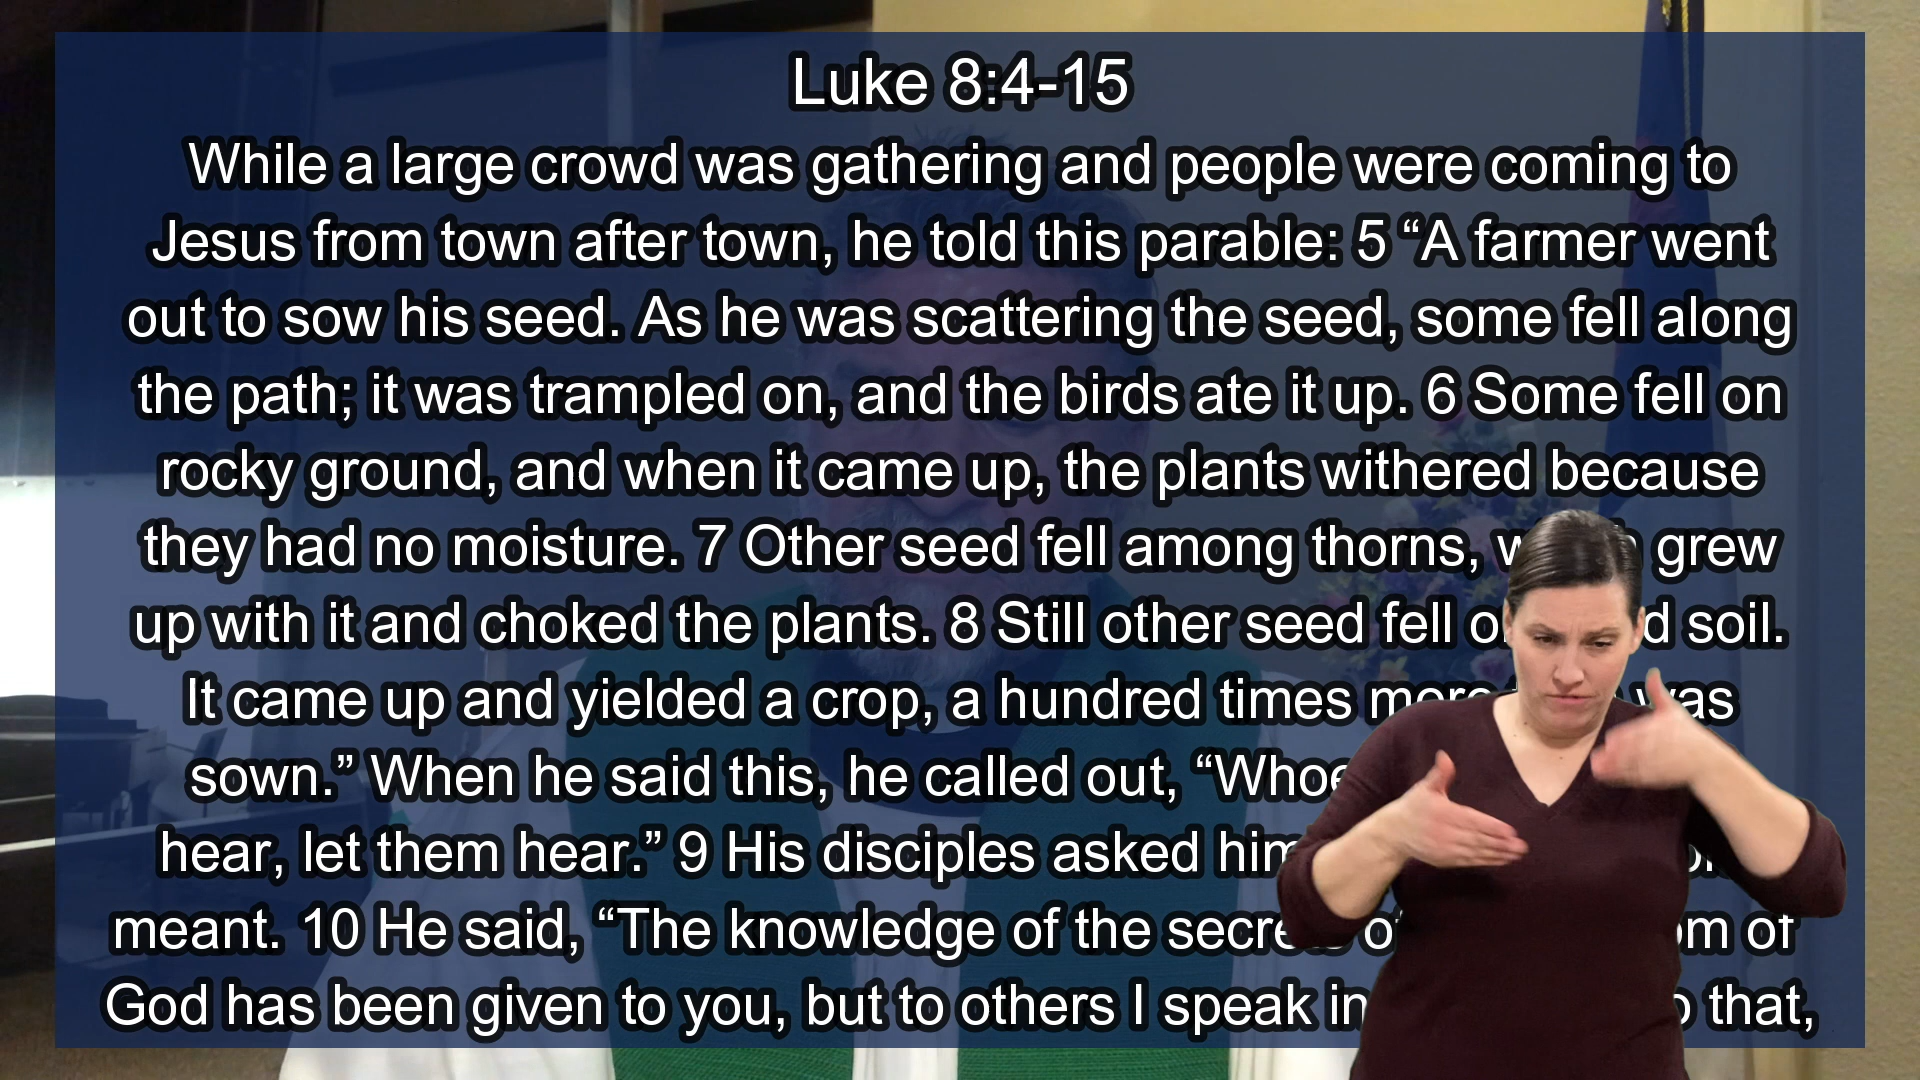 Luke 8:4-15
While a large crowd was gathering and people were coming to
Jesus from town after town, he told this parable: 5 “A farmer went
out to sow his seed. As he was scattering the seed, some fell along
the path; it was trampled on, and the birds ate it up. 6 Some fell on
rocky ground, and when it came up, the plants withered because
they had no moisture. 7 Other seed fell among thorns, grew
up with it and choked the plants. 8 Still other seed fell soil.
It came up and yielded a crop, a hundred times more was
sown.” When he said this, he called out, “
hear, let them hear.” 9 His disciples asked him
meant. 10 He said, “The knowledge of the secrets of of
God has been given to you, but to others I speak in that,